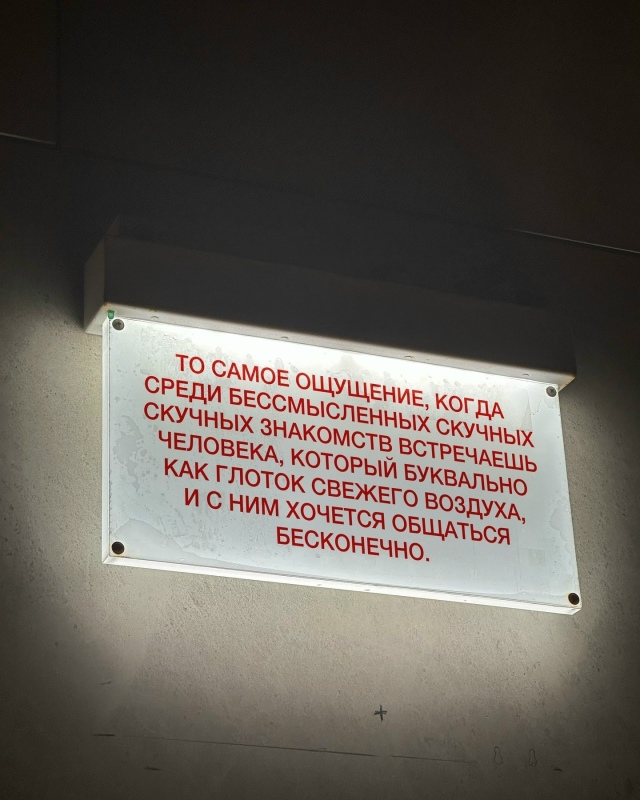 ТО САМОЕ ОЩУЩЕНИЕ, КОГДА
СРЕДИ БЕССМЫСЛЕННЫХ СКУЧНЫХ
СКУЧНЫХ ЗНАКОМСТВ ВСТРЕЧАЕШЬ
ЧЕЛОВЕКА, КОТОРЫЙ БУКВАЛЬНО
КАК ГЛОТОК СВЕЖЕГО ВОЗДУХА,
И С НИМ ХОЧЕТСЯ ОБЩАТЬСЯ
БЕСКОНЕЧНО.